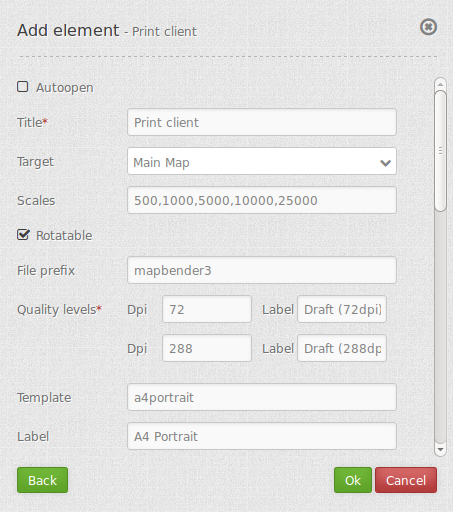 Add element - Print client
Autoopen
Title* Print client
Target Main Map
Scales 500,1000,5000,10000,25000
Rotatable
File prefix mapbender3
Quality levels* Dpi 72 Label Draft (72dpi)
Dpi 288 Label Draft (288dp
Template a4portrait
Label A4 Portrait
Back Ok Cancel